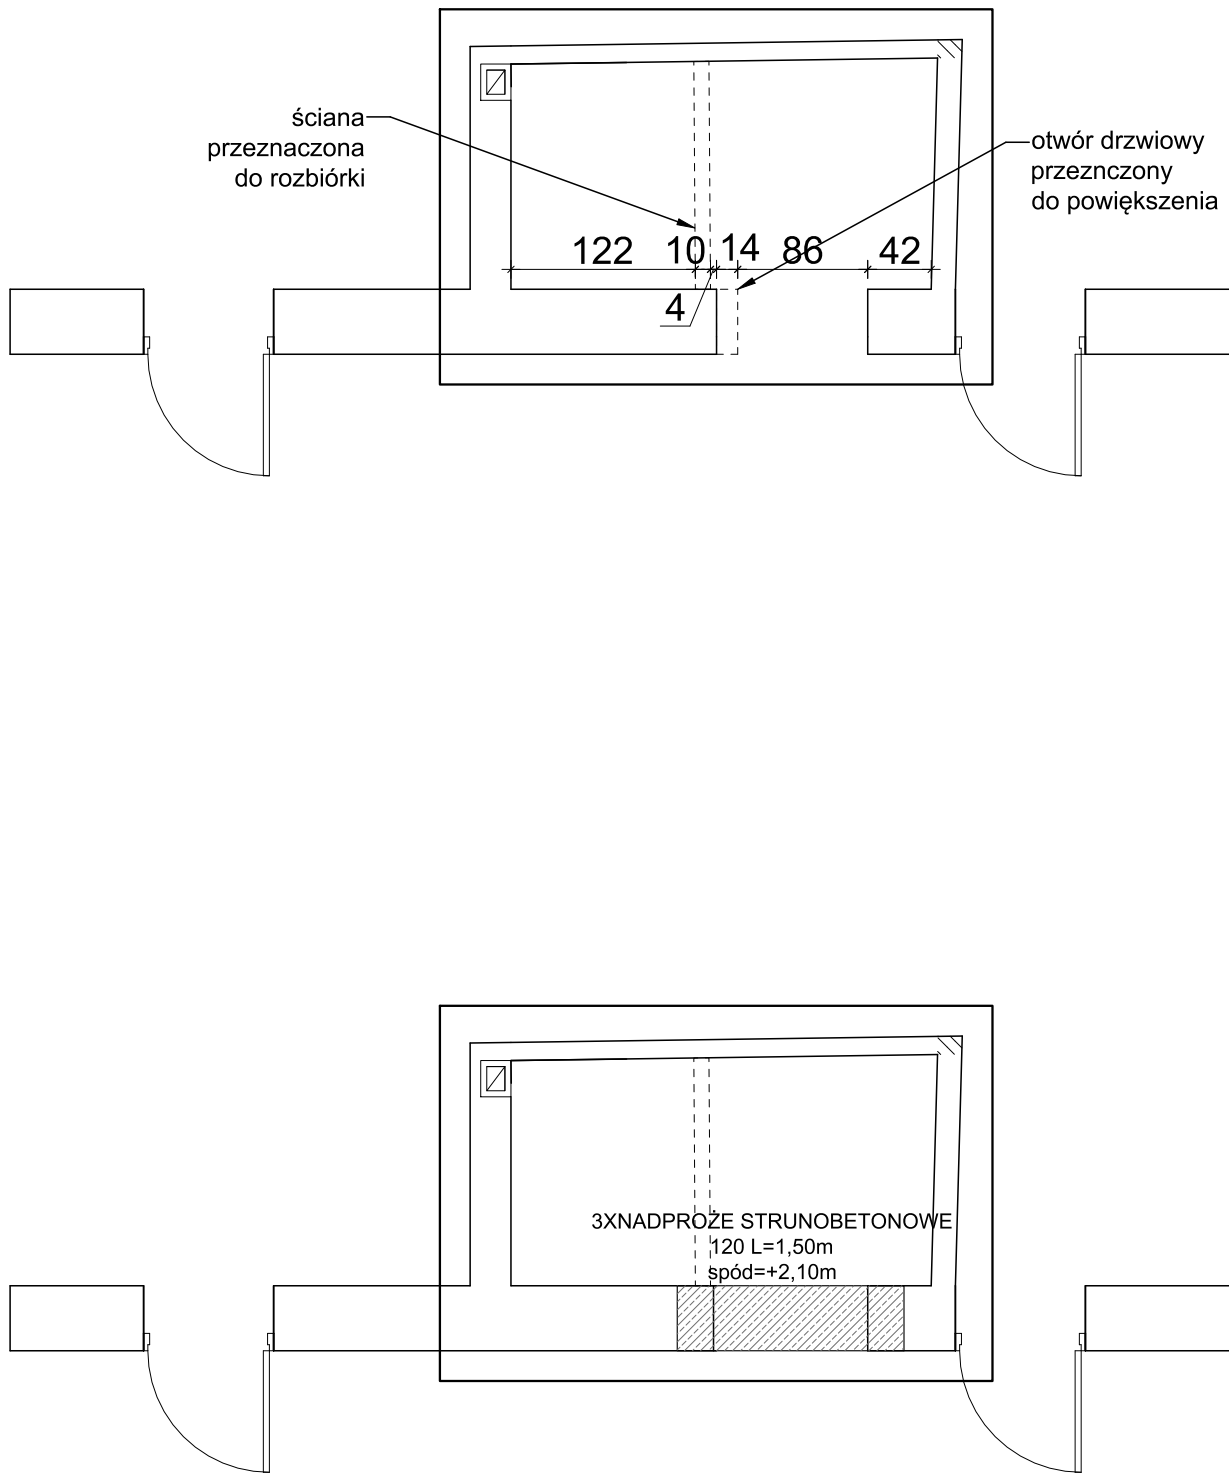 ściana
przeznaczona
do rozbiórki
otwór drzwiowy
przeznczony
do powiększenia
122 10 14 86 42
4
3XNADPROŻE STRUNOBETONOWE
120 L=1,50m
spód=+2,10m